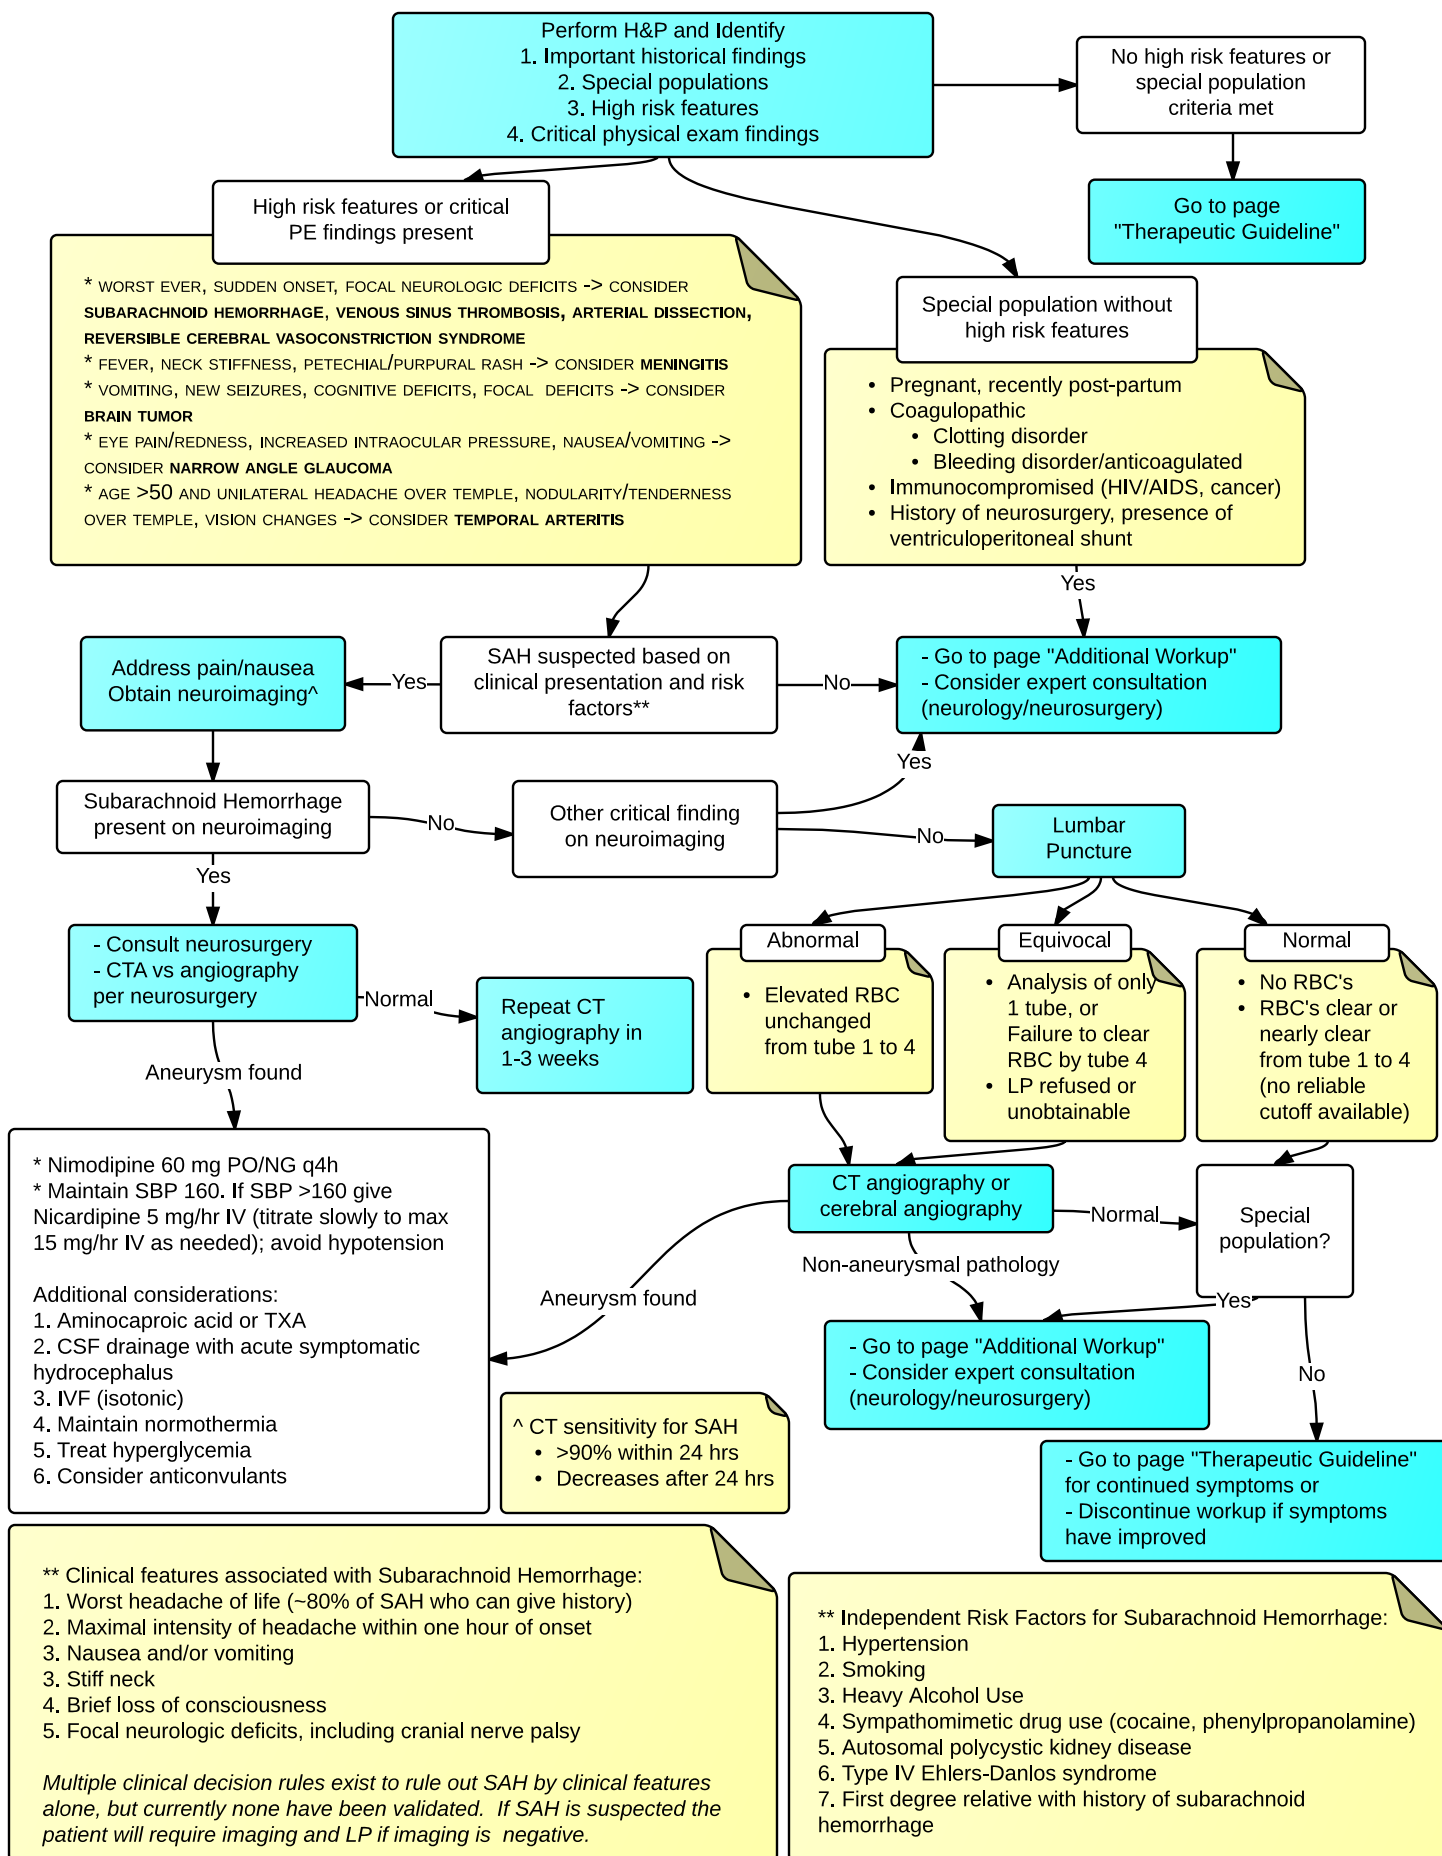 Perform H&P and Identify
1. Important historical findings
2. Special populations
3. High risk features
4. Critical physical exam findings
No high risk features or
special population
criteria met
Go to page
"Therapeutic Guideline"
High risk features or critical
PE findings present
* WORST EVER, SUDDEN ONSET, FOCAL NEUROLOGIC DEFICITS -> CONSIDER
SUBARACHNOID HEMORRHAGE, VENOUS SINUS THROMBOSIS, ARTERIAL DISSECTION,
REVERSIBLE CEREBRAL VASOCONSTRICTION SYNDROME
* FEVER, NECK STIFFNESS, PETECHIAL/PURPURAL RASH -> CONSIDER MENINGITIS
* VOMITING, NEW SEIZURES, COGNITIVE DEFICITS, FOCAL DEFICITS -> CONSIDER
BRAIN TUMOR
* EYE PAIN/REDNESS, INCREASED INTRAOCULAR PRESSURE, NAUSEA/VOMITING ->
CONSIDER NARROW ANGLE GLAUCOMA
* AGE >50 AND UNILATERAL HEADACHE OVER TEMPLE, NODULARITY/TENDERNESS
OVER TEMPLE, VISION CHANGES -> CONSIDER TEMPORAL ARTERITIS
Special population without
high risk features
• Pregnant, recently post-partum
• Coagulopathic
• Clotting disorder
• Bleeding disorder/anticoagulated
• Immunocompromised (HIV/AIDS, cancer)
• History of neurosurgery, presence of
ventriculoperitoneal shunt
Yes
Address pain/nausea
Obtain neuroimaging^
Yes
SAH suspected based on
clinical presentation and risk
factors**
No
- Go to page "Additional Workup"
- Consider expert consultation
(neurology/neurosurgery)
Yes
Subarachnoid Hemorrhage
present on neuroimaging
No
Other critical finding
on neuroimaging
No
Lumbar
Puncture
Yes
- Consult neurosurgery
- CTA vs angiography
per neurosurgery
Normal
Repeat CT
angiography in
1-3 weeks
Aneurysm found
Abnormal
• Elevated RBC
unchanged
from tube 1 to 4
Equivocal
• Analysis of only
1 tube, or
Failure to clear
RBC by tube 4
• LP refused or
unobtainable
Normal
• No RBC's
• RBC's clear or
nearly clear
from tube 1 to 4
(no reliable
cutoff available)
* Nimodipine 60 mg PO/NG q4h
* Maintain SBP 160. If SBP >160 give
Nicardipine 5 mg/hr IV (titrate slowly to max
15 mg/hr IV as needed); avoid hypotension
Additional considerations:
1. Aminocaproic acid or TXA
2. CSF drainage with acute symptomatic
hydrocephalus
3. IVF (isotonic)
4. Maintain normothermia
5. Treat hyperglycemia
6. Consider anticonvulants
CT angiography or
cerebral angiography
Normal
Special
population?
Non-aneurysmal pathology
Aneurysm found
Yes
- Go to page "Additional Workup"
- Consider expert consultation
(neurology/neurosurgery)
No
^ CT sensitivity for SAH
• >90% within 24 hrs
• Decreases after 24 hrs
- Go to page "Therapeutic Guideline"
for continued symptoms or
- Discontinue workup if symptoms
have improved
** Clinical features associated with Subarachnoid Hemorrhage:
1. Worst headache of life (~80% of SAH who can give history)
2. Maximal intensity of headache within one hour of onset
3. Nausea and/or vomiting
3. Stiff neck
4. Brief loss of consciousness
5. Focal neurologic deficits, including cranial nerve palsy
Multiple clinical decision rules exist to rule out SAH by clinical features
alone, but currently none have been validated. If SAH is suspected the
patient will require imaging and LP if imaging is negative.
** Independent Risk Factors for Subarachnoid Hemorrhage:
1. Hypertension
2. Smoking
3. Heavy Alcohol Use
4. Sympathomimetic drug use (cocaine, phenylpropanolamine)
5. Autosomal polycystic kidney disease
6. Type IV Ehlers-Danlos syndrome
7. First degree relative with history of subarachnoid
hemorrhage